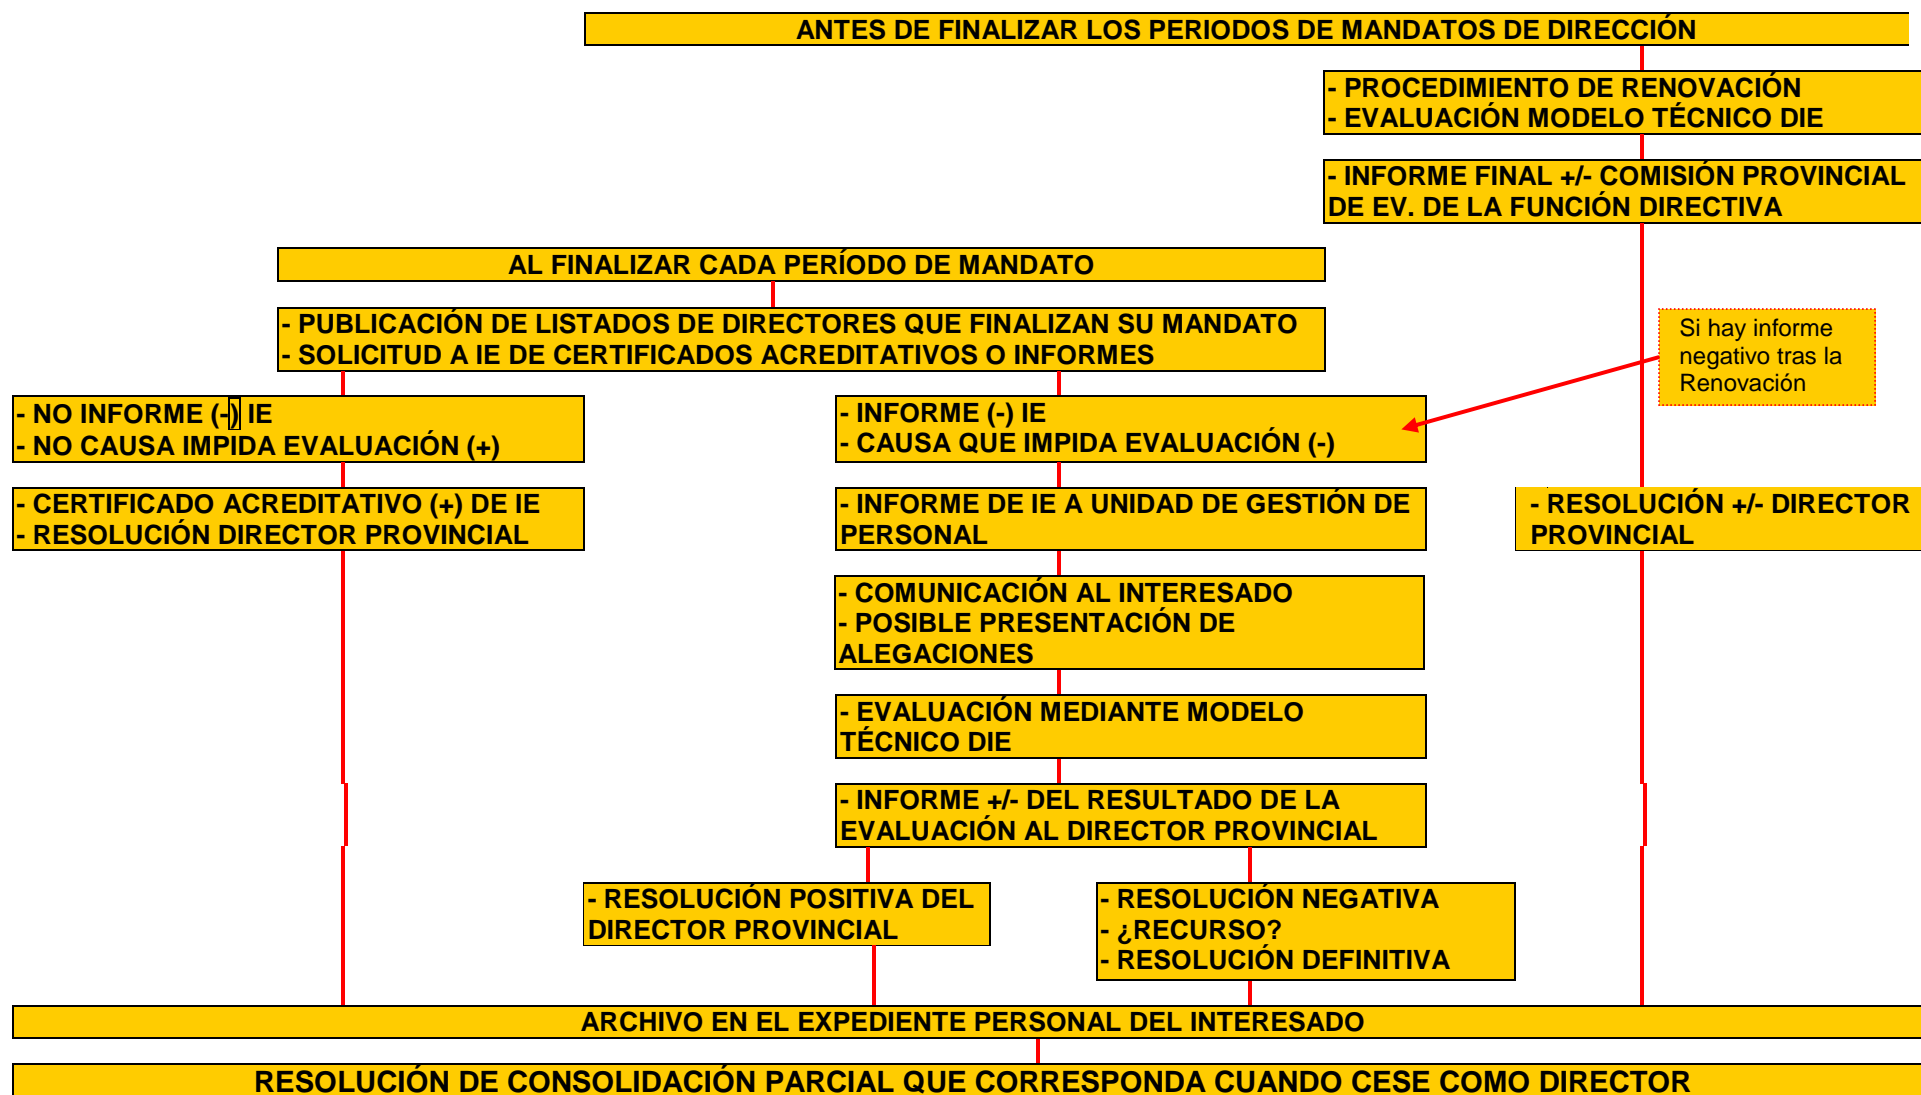 ANTES DE FINALIZAR LOS PERIODOS DE MANDATOS DE DIRECCIÓN
- PROCEDIMIENTO DE RENOVACIÓN
- EVALUACIÓN MODELO TÉCNICO DIE
- INFORME FINAL +/- COMISIÓN PROVINCIAL
DE EV. DE LA FUNCIÓN DIRECTIVA
AL FINALIZAR CADA PERÍODO DE MANDATO
- PUBLICACIÓN DE LISTADOS DE DIRECTORES QUE FINALIZAN SU MANDATO
- SOLICITUD A IE DE CERTIFICADOS ACREDITATIVOS O INFORMES
Si hay informe
negativo tras la
Renovación
- NO INFORME (-) IE
- NO CAUSA IMPIDA EVALUACIÓN (+)
- INFORME (-) IE
- CAUSA QUE IMPIDA EVALUACIÓN (-)
- CERTIFICADO ACREDITATIVO (+) DE IE
- RESOLUCIÓN DIRECTOR PROVINCIAL
- INFORME DE IE A UNIDAD DE GESTIÓN DE
PERSONAL
- RESOLUCIÓN +/- DIRECTOR
PROVINCIAL
- COMUNICACIÓN AL INTERESADO
- POSIBLE PRESENTACIÓN DE
ALEGACIONES
- EVALUACIÓN MEDIANTE MODELO
TÉCNICO DIE
- INFORME +/- DEL RESULTADO DE LA
EVALUACIÓN AL DIRECTOR PROVINCIAL
- RESOLUCIÓN POSITIVA DEL
DIRECTOR PROVINCIAL
- RESOLUCIÓN NEGATIVA
- ¿RECURSO?
- RESOLUCIÓN DEFINITIVA
ARCHIVO EN EL EXPEDIENTE PERSONAL DEL INTERESADO
RESOLUCIÓN DE CONSOLIDACIÓN PARCIAL QUE CORRESPONDA CUANDO CESE COMO DIRECTOR